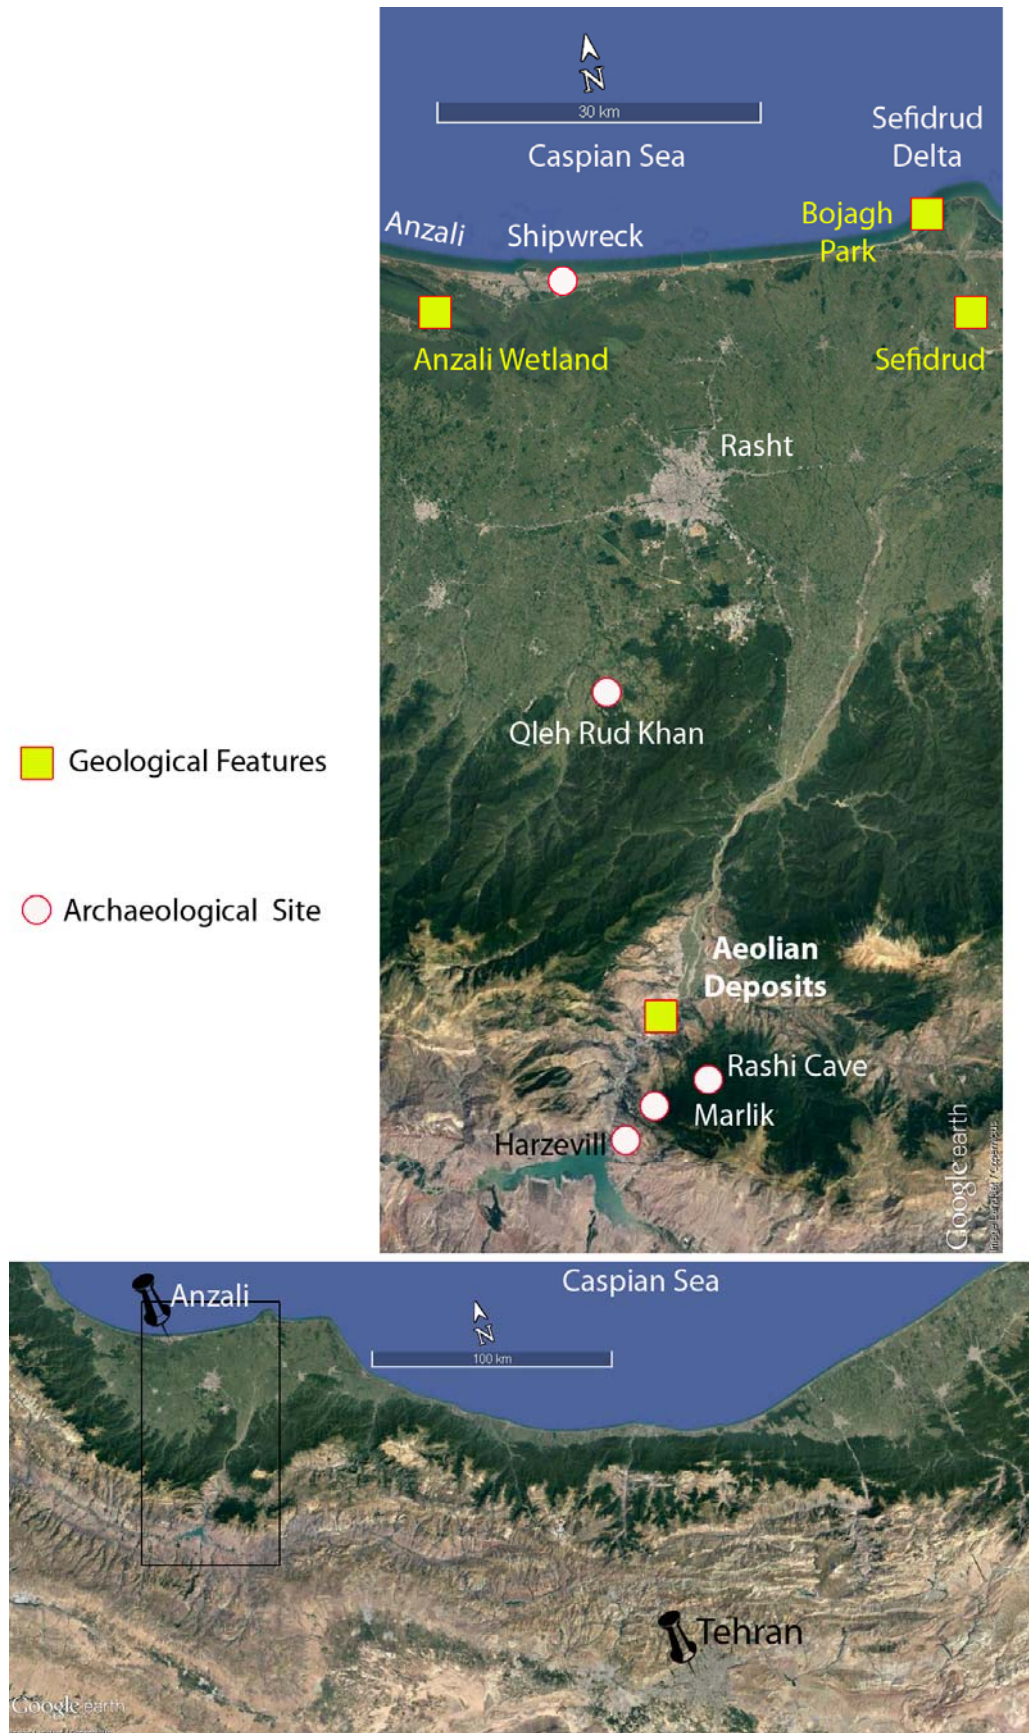 N
30 km
Caspian Sea
Sefidrud
Delta
Anzali
Shipwreck
Bojagh
Park
Anzali Wetland
Sefidrud
Rasht
Qleh Rud Khan
Geological Features
Archaeological Site
Aeolian
Deposits
Rashi Cave
Marlik
Harzevill
Google earth
Anzali
Caspian Sea
N
100 km
Tehran
Google earth